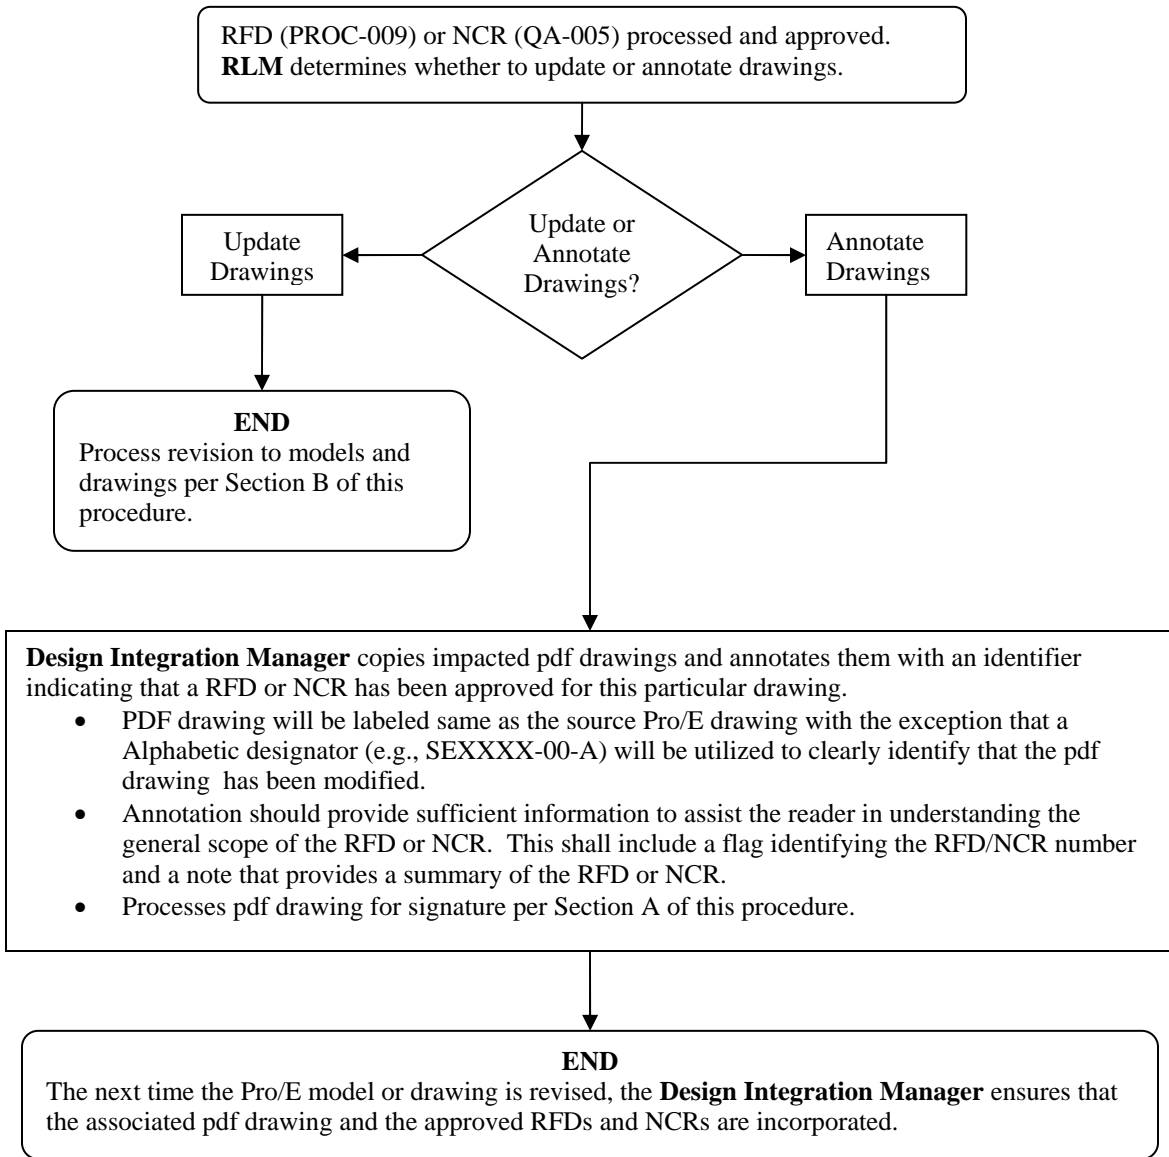 RFD (PROC-009) or NCR (QA-005) processed and approved.
RLM determines whether to update or annotate drawings.
Update or
Annotate
Drawings?
Update
Drawings
Annotate
Drawings
END
Process revision to models and
drawings per Section B of this
procedure.
Design Integration Manager copies impacted pdf drawings and annotates them with an identifier
indicating that a RFD or NCR has been approved for this particular drawing.
• PDF drawing will be labeled same as the source Pro/E drawing with the exception that a
Alphabetic designator (e.g., SEXXXX-00-A) will be utilized to clearly identify that the pdf
drawing  has been modified.
• Annotation should provide sufficient information to assist the reader in understanding the
general scope of the RFD or NCR.  This shall include a flag identifying the RFD/NCR number
and a note that provides a summary of the RFD or NCR.
• Processes pdf drawing for signature per Section A of this procedure.
END
The next time the Pro/E model or drawing is revised, the Design Integration Manager ensures that
the associated pdf drawing and the approved RFDs and NCRs are incorporated.